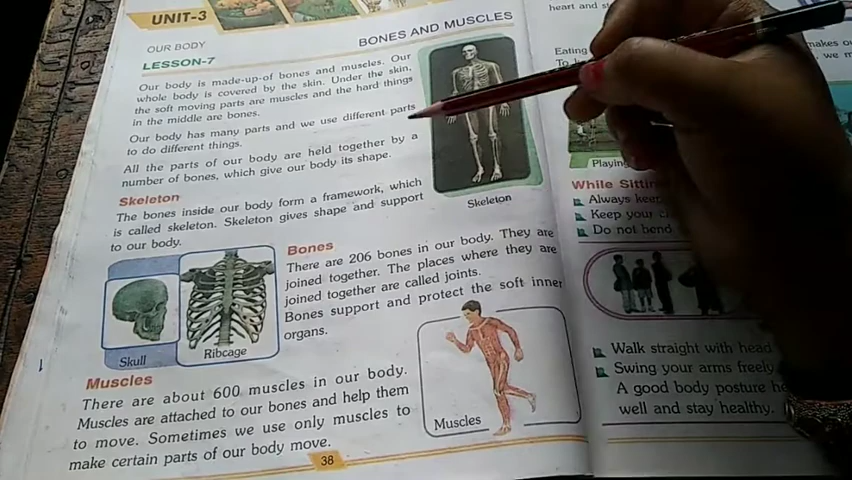 UNIT-3
OUR BODY
BONES AND MUSCLES
LESSON-7
Our body is made-up-of bones and muscles. Our
whole body is covered by the skin. Under the skin,
the soft moving parts are muscles and the hard things
in the middle are bones.
Our body has many parts and we use different parts
to do different things.
All the parts of our body are held together by a
number of bones, which give our body its shape.
Skeleton
Skeleton
The bones inside our body form a framework, which
is called skeleton. Skeleton gives shape and support
to our body.
Bones
There are 206 bones in our body. They are
joined together. The places where they are
joined together are called joints.
Bones support and protect the soft inner
organs.
Skull
Ribcage
Muscles
There are about 600 muscles in our body.
Muscles are attached to our bones and help them
to move. Sometimes we use only muscles to
make certain parts of our body move.
Muscles
38
heart and
Eating
Playing
While Sitting
Always keep
Keep your
Do not bend
Walk straight with head
Swing your arms freely
A good body posture
well and stay healthy.